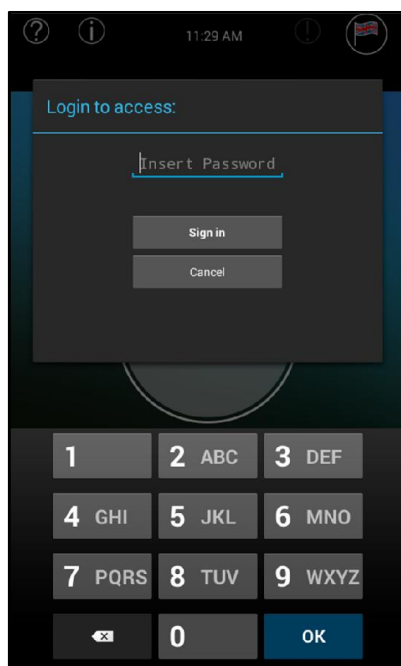 ? i 11:29 AM !
Login to access:
Insert Password
Sign in
Cancel
1 2 ABC 3 DEF
4 GHI 5 JKL 6 MNO
7 PQRS 8 TUV 9 WXYZ
0 OK